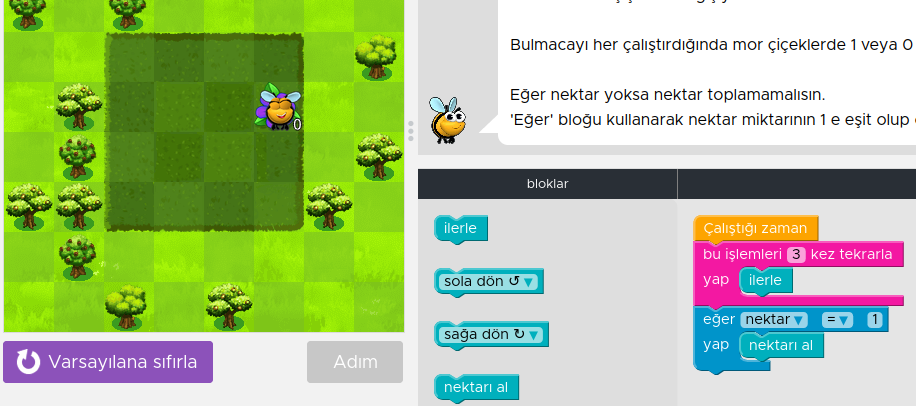 Bulmacayı her çalıştırdığında mor çiçeklerde 1 veya 0
Eğer nektar yoksa nektar toplamamalısın.
'Eğer' bloğu kullanarak nektar miktarının 1 e eşit olup
0
bloklar
ilerle
sola dön ↺ ▼
sağa dön ↻ ▼
nektarı al
Çalıştığı zaman
bu işlemleri 3 kez tekrarla
yap ilerle
eğer nektar ▼ = ▼ 1
yap nektarı al
Varsayılana sıfırla
Adım